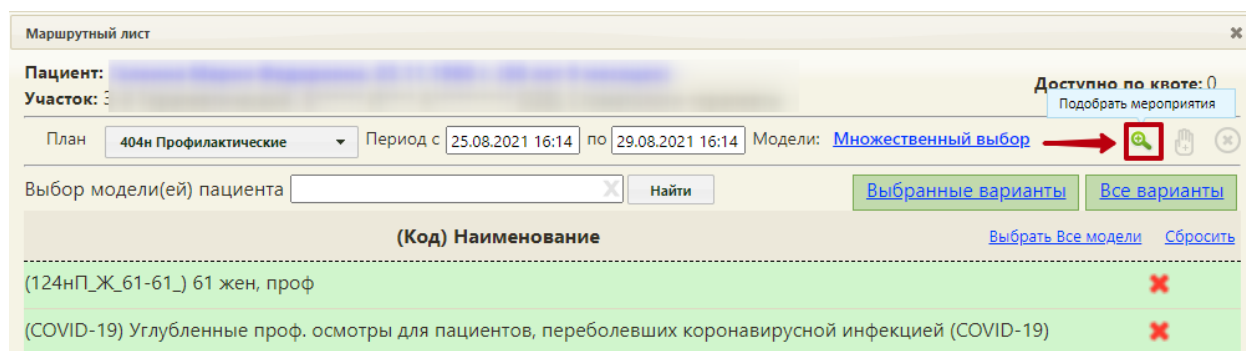 Маршрутный лист
Пациент:
Участок:
Доступно по квоте: 0
Подобрать мероприятия
План 404н Профилактические Период с 25.08.2021 16:14 по 29.08.2021 16:14 Модели: Множественный выбор
Выбор модели(ей) пациента X Найти Выбранные варианты Все варианты
(Код) Наименование Выбрать Все модели Сбросить
(124нП_Ж_61-61_) 61 жен, проф
(COVID-19) Углубленные проф. осмотры для пациентов, переболевших коронавирусной инфекцией (COVID-19)